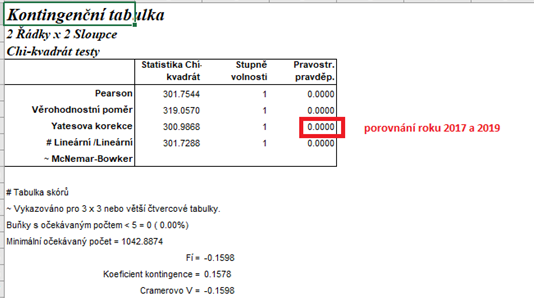 Kontingenční tabulka
2 Řádky x 2 Sloupce
Chi-kvadrát testy
Statistika Chi-kvadrát Stupně volnosti Pravostr. pravděp.
Pearson 301.7544 1 0.0000
Věrohodnostní poměr 319.0570 1 0.0000
Yatesova korekce 300.9868 1 0.0000 porovnání roku 2017 a 2019
# Lineární /Lineární 301.7288 1 0.0000
~ McNemar-Bowker
# Tabulka skórů
~ Vykazováno pro 3 x 3 nebo větší čtvercové tabulky.
Buňky s očekávaným počtem < 5 = 0 ( 0.00%)
Minimální očekávaný počet = 1042.8874
Fí = -0.1598
Koeficient kontingence = 0.1578
Cramerovo V = -0.1598